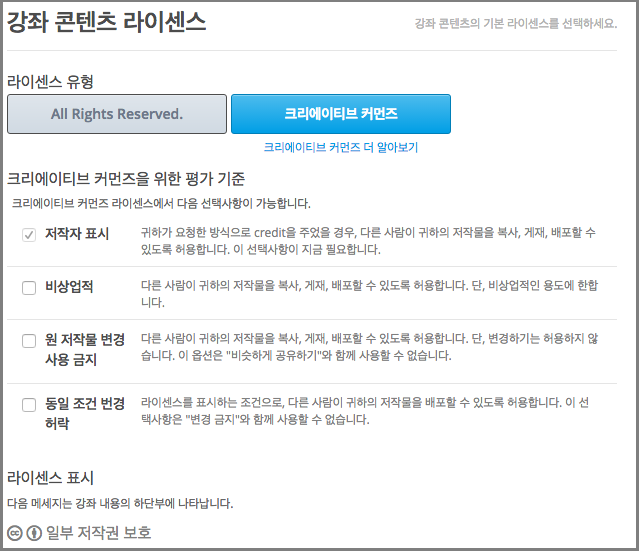 강좌 콘텐츠 라이센스
강좌 콘텐츠의 기본 라이센스를 선택하세요.
라이센스 유형
All Rights Reserved.
크리에이티브 커먼즈
크리에이티브 커먼즈 더 알아보기
크리에이티브 커먼즈을 위한 평가 기준
크리에이티브 커먼즈 라이센스에서 다음 선택사항이 가능합니다.
저작자 표시
귀하가 요청한 방식으로 credit을 주었을 경우, 다른 사람이 귀하의 저작물을 복사, 게재, 배포할 수
있도록 허용합니다. 이 선택사항이 지금 필요합니다.
비상업적
다른 사람이 귀하의 저작물을 복사, 게재, 배포할 수 있도록 허용합니다. 단, 비상업적인 용도에 한합니
다.
원 저작물 변경
사용 금지
다른 사람이 귀하의 저작물을 복사, 게재, 배포할 수 있도록 허용합니다. 단, 변경하기는 허용하지 않
습니다. 이 옵션은 "비슷하게 공유하기"와 함께 사용할 수 없습니다.
동일 조건 변경
허락
라이센스를 표시하는 조건으로, 다른 사람이 귀하의 저작물을 배포할 수 있도록 허용합니다. 이 선
택사항은 "변경 금지"와 함께 사용할 수 없습니다.
라이센스 표시
다음 메세지는 강좌 내용의 하단부에 나타납니다.
일부 저작권 보호